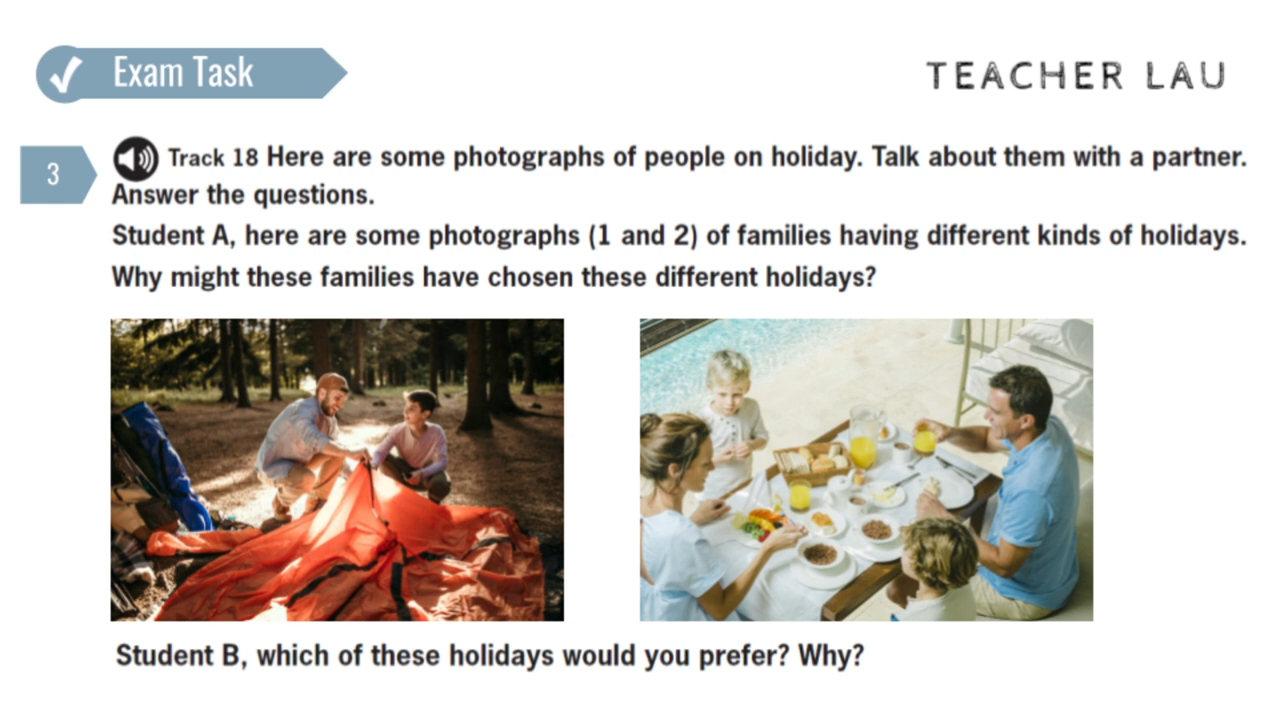 Exam Task
TEACHER LAU
3
Track 18 Here are some photographs of people on holiday. Talk about them with a partner.
Answer the questions.
Student A, here are some photographs (1 and 2) of families having different kinds of holidays.
Why might these families have chosen these different holidays?
Student B, which of these holidays would you prefer? Why?